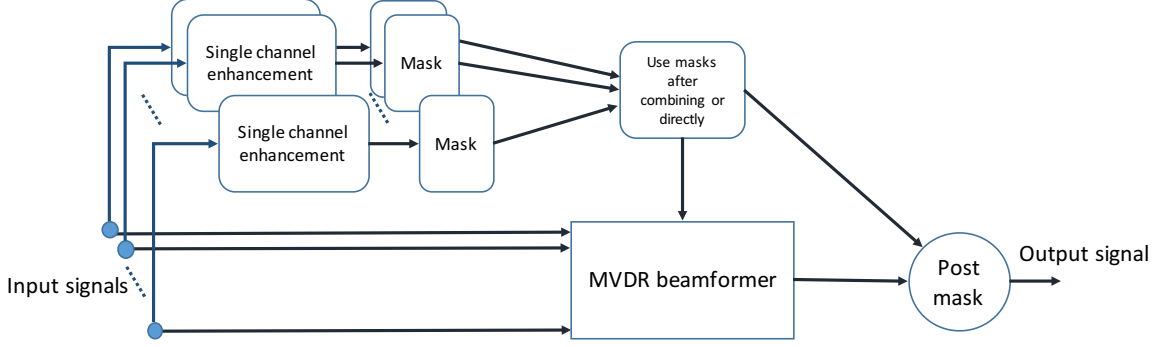 Single channel
enhancement
Mask
Use masks
after
combining or
directly
Single channel
enhancement
Mask
Input signals
MVDR beamformer
Post
mask
Output signal